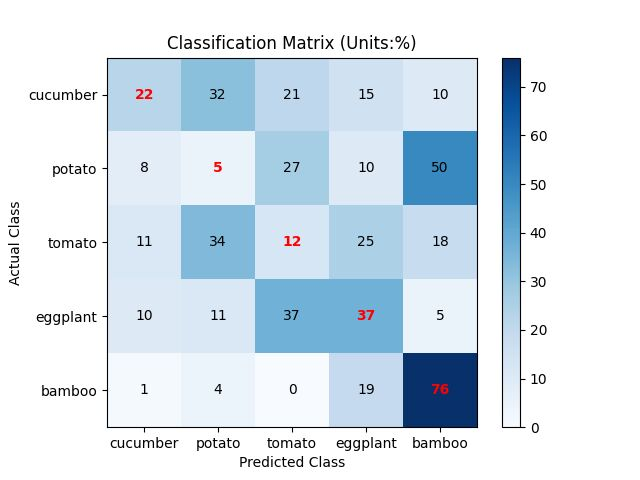 Classification Matrix (Units:%)
cucumber 22 32 21 15 10
potato 8 5 27 10 50
tomato 11 34 12 25 18
eggplant 10 11 37 37 5
bamboo 1 4 0 19 76
cucumber potato tomato eggplant bamboo
Predicted Class
Actual Class
70
60
50
40
30
20
10
0